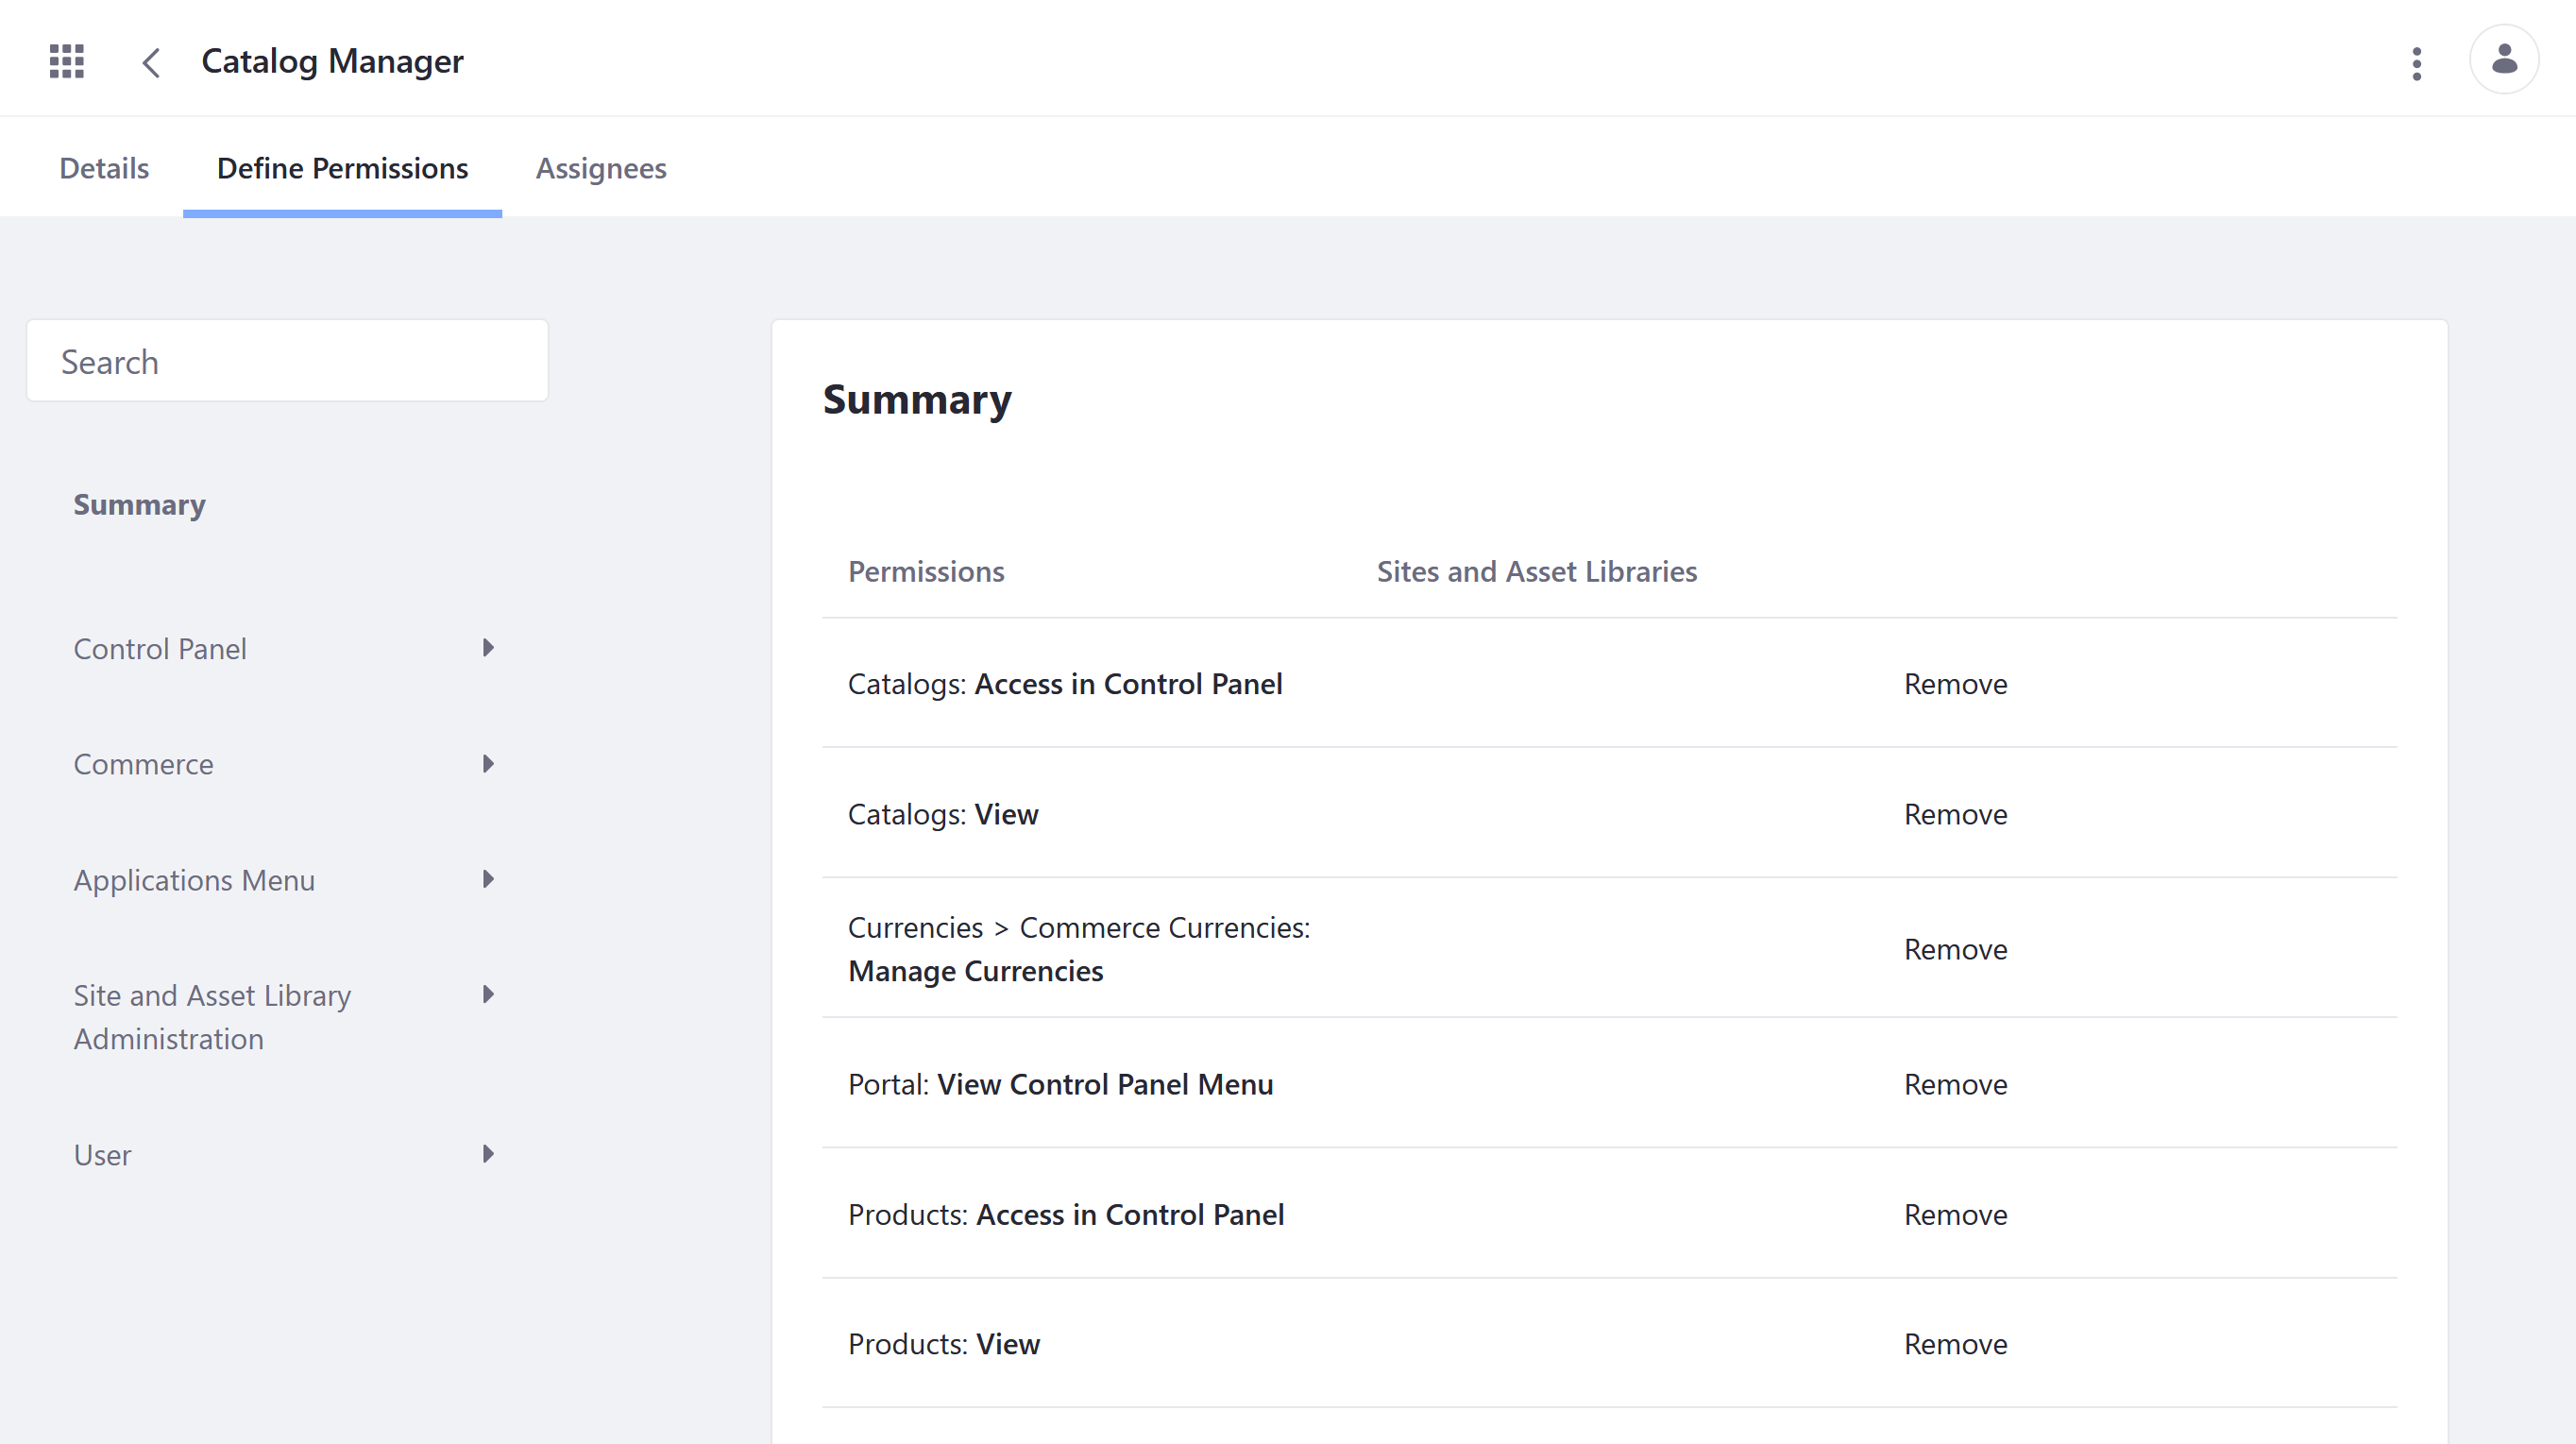 Catalog Manager
Details
Define Permissions
Assignees
Search
Summary
Control Panel
Commerce
Applications Menu
Site and Asset Library
Administration
User
Summary
Permissions
Sites and Asset Libraries
Catalogs: Access in Control Panel
Remove
Catalogs: View
Remove
Currencies > Commerce Currencies:
Manage Currencies
Remove
Portal: View Control Panel Menu
Remove
Products: Access in Control Panel
Remove
Products: View
Remove